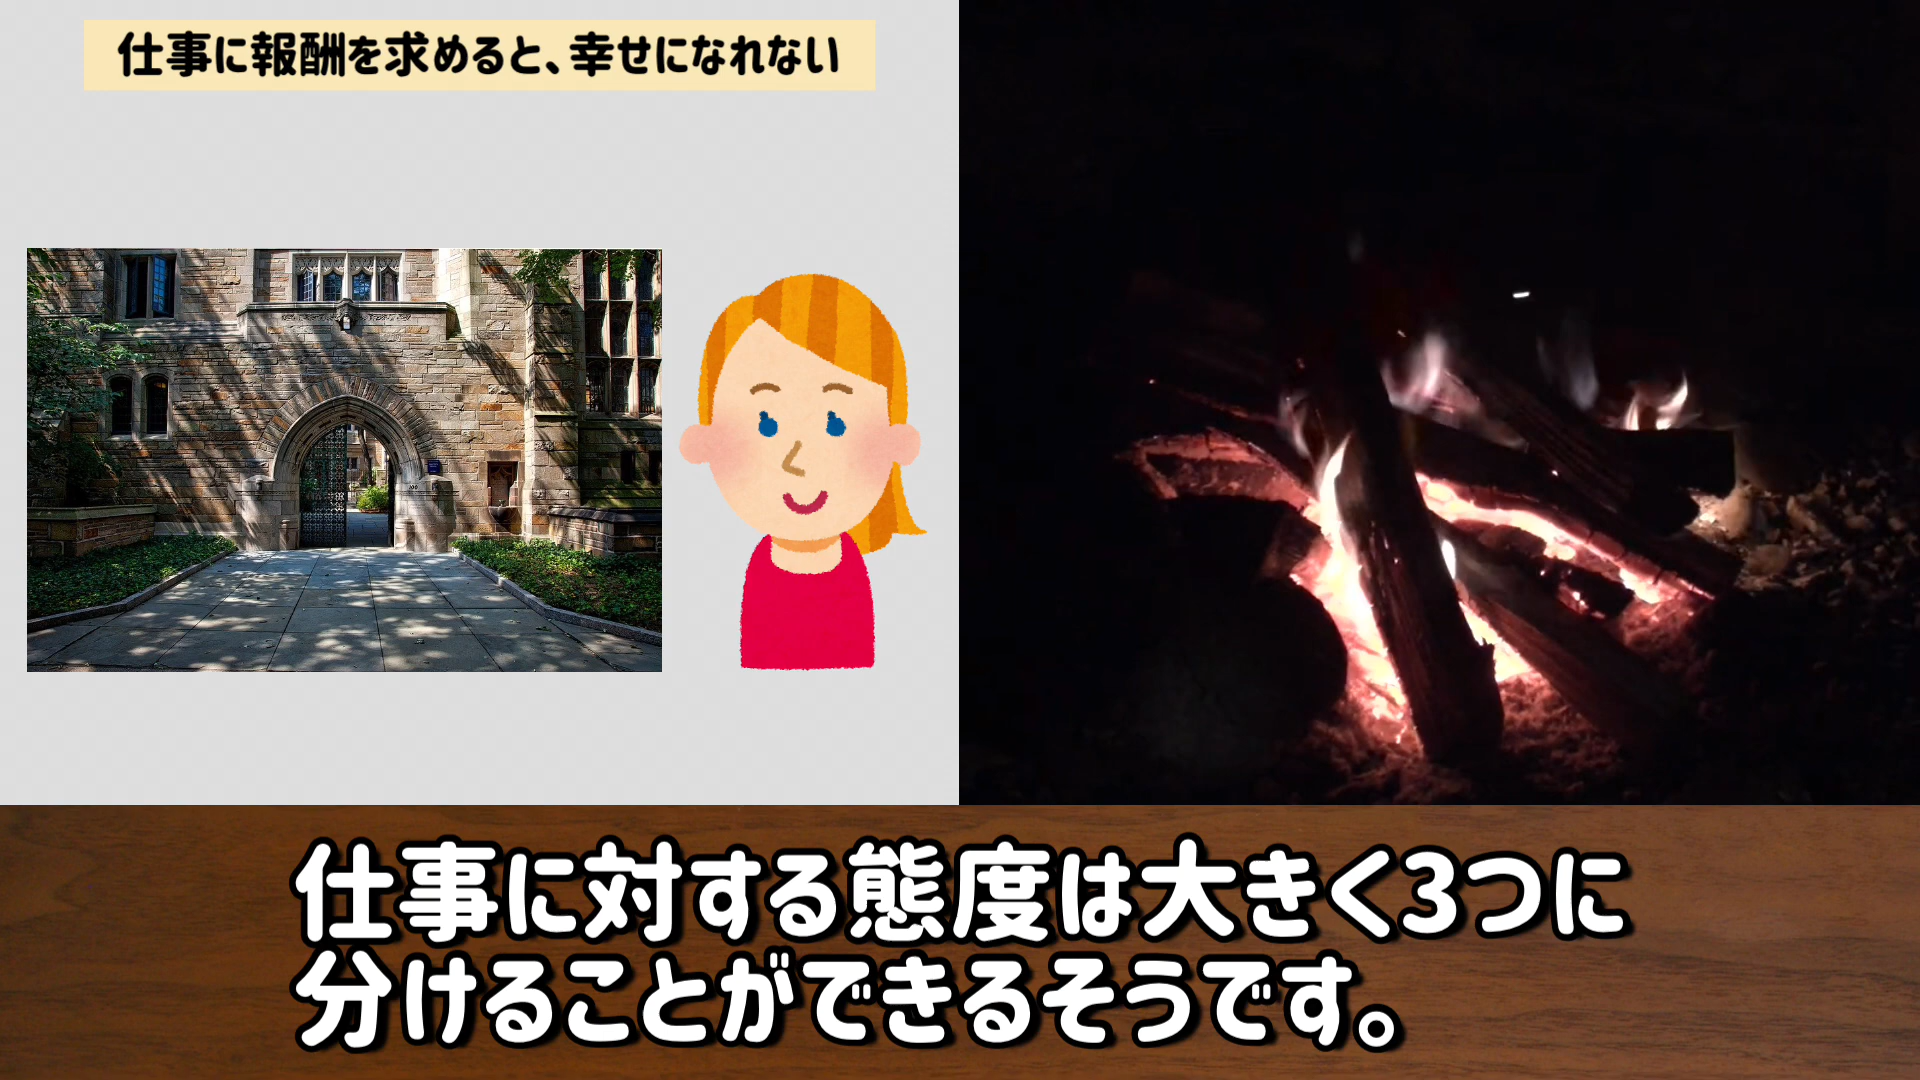 仕事に報酬を求めると、幸せになれない
仕事に対する態度は大きく3つに
分けることができるそうです。